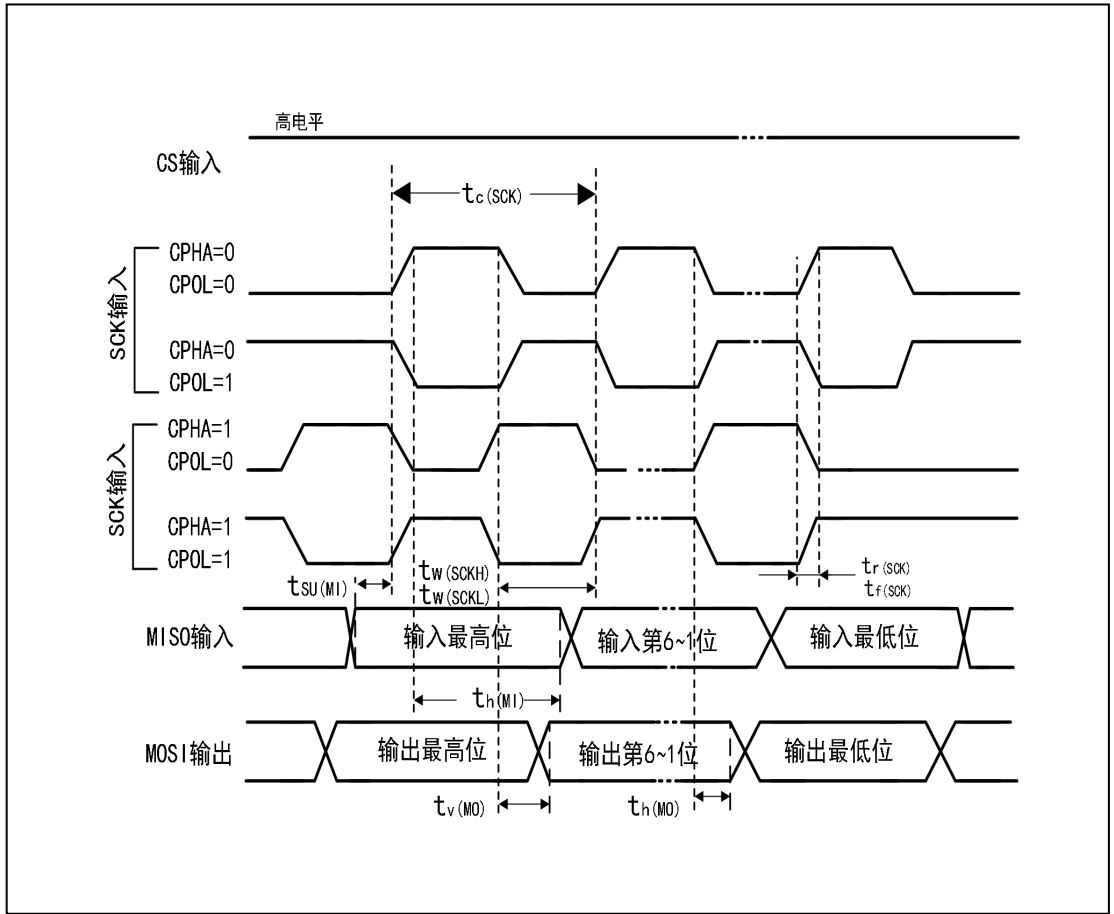 高电平
CS输入
tc(SCK)
SCK输入
CPHA=0
CPOL=0
CPHA=0
CPOL=1
SCK输入
CPHA=1
CPOL=0
CPHA=1
CPOL=1
tSU(MI)
tw(SCKH)
tw(SCKL)
tr(SCK)
tf(SCK)
MISO输入
输入最高位
输入第6~1位
输入最低位
th(MI)
MOSI输出
输出最高位
输出第6~1位
输出最低位
tv(MO)
th(MO)